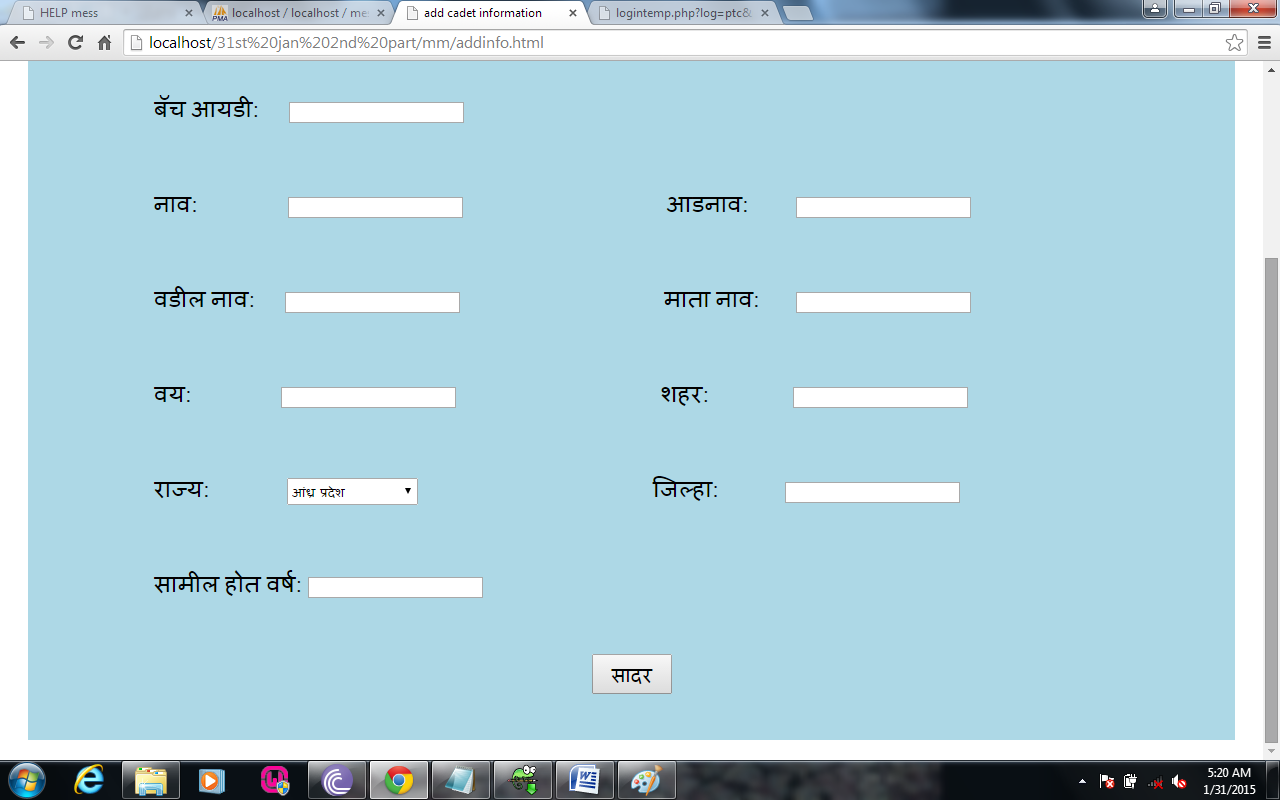 HELP mess
localhost / localhost / me
add cadet information
logintemp.php?log=ptc&
localhost/31st%20jan%202nd%20part/mm/addinfo.html
बॅच आयडी:
नाव: आडनाव:
वडील नाव: माता नाव:
वय: शहर:
राज्य: आंध्र प्रदेश जिल्हा:
सामील होत वर्ष:
सादर
5:20 AM
1/31/2015